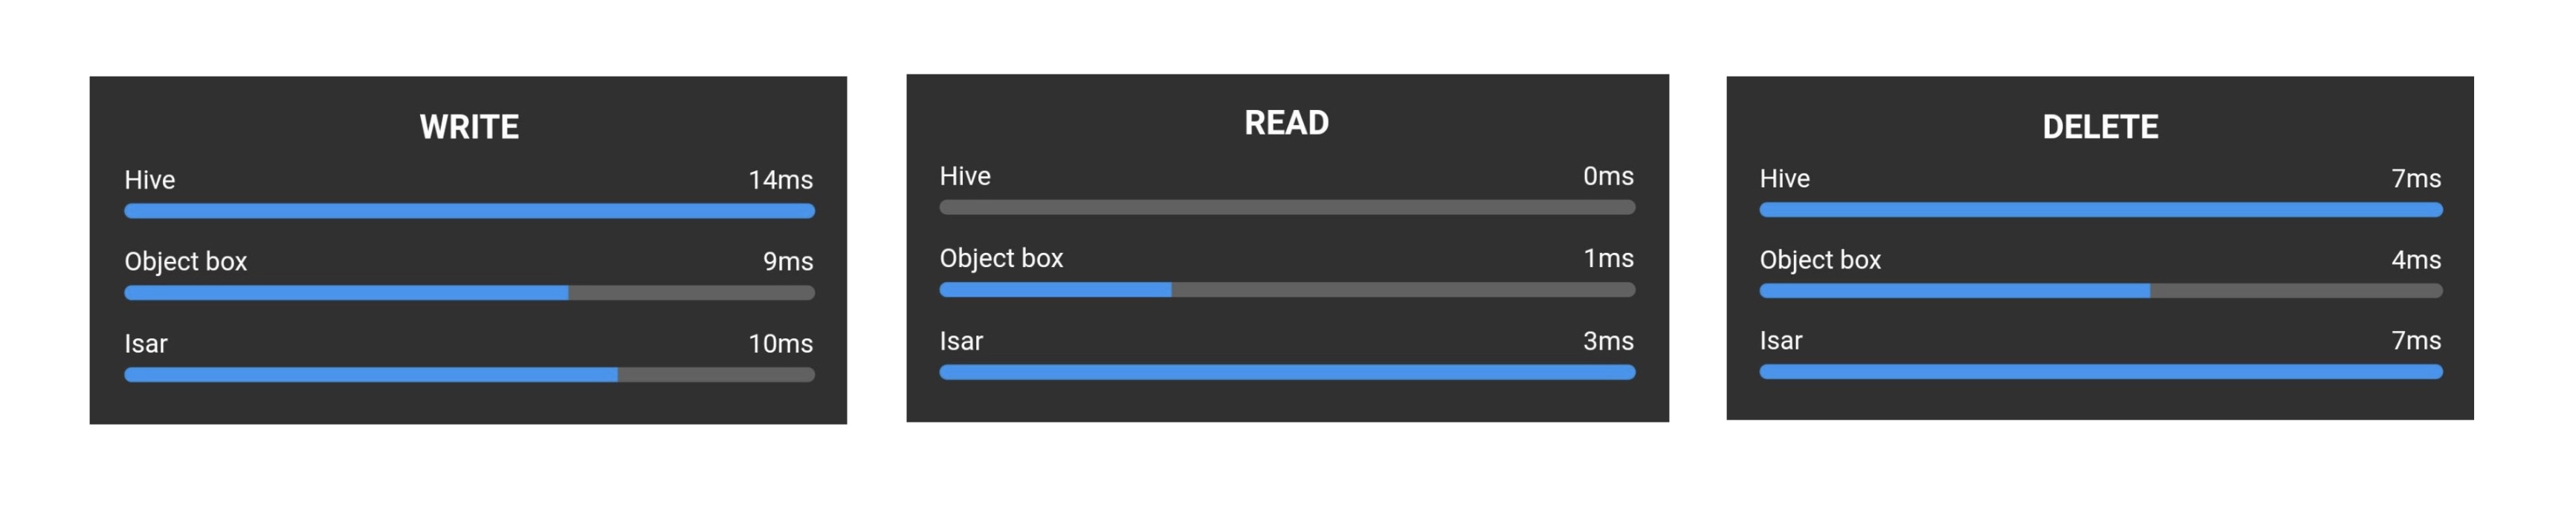 WRITE
Hive 14ms
Object box 9ms
Isar 10ms
READ
Hive 0ms
Object box 1ms
Isar 3ms
DELETE
Hive 7ms
Object box 4ms
Isar 7ms